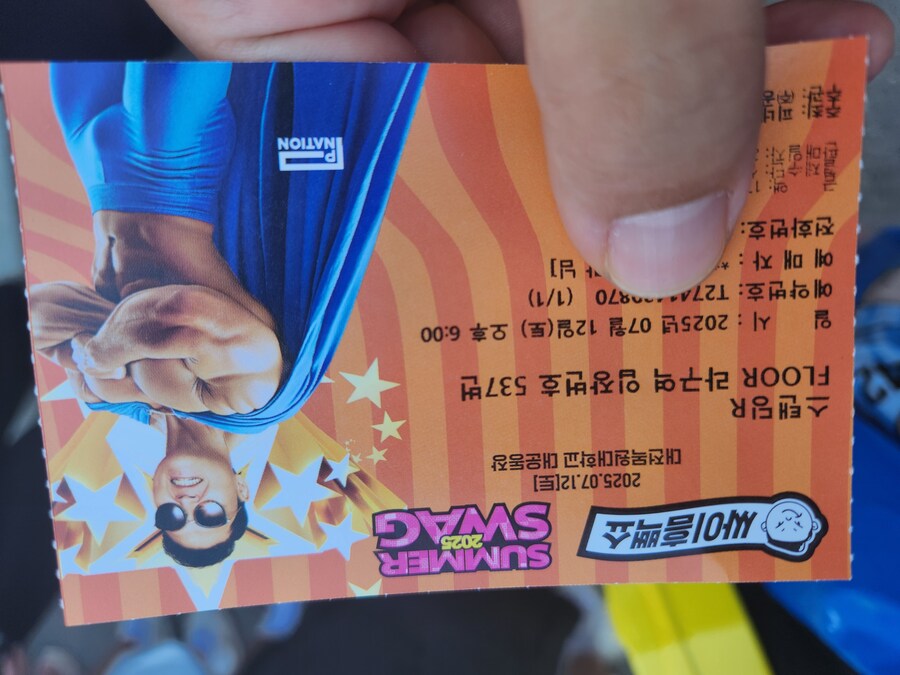 싸이흠뻑쇼
SUMMER
2025
SWAG
2025.07.12[토]
대전목원대학교 대운동장
스탠딩R
FLOOR 라구역 입장번호 537번
일 시 : 2025년 07월 12일(토) 오후 6:00
예약번호: (1/1)
예 매 자 : 님]
전화번호:
P
NATION